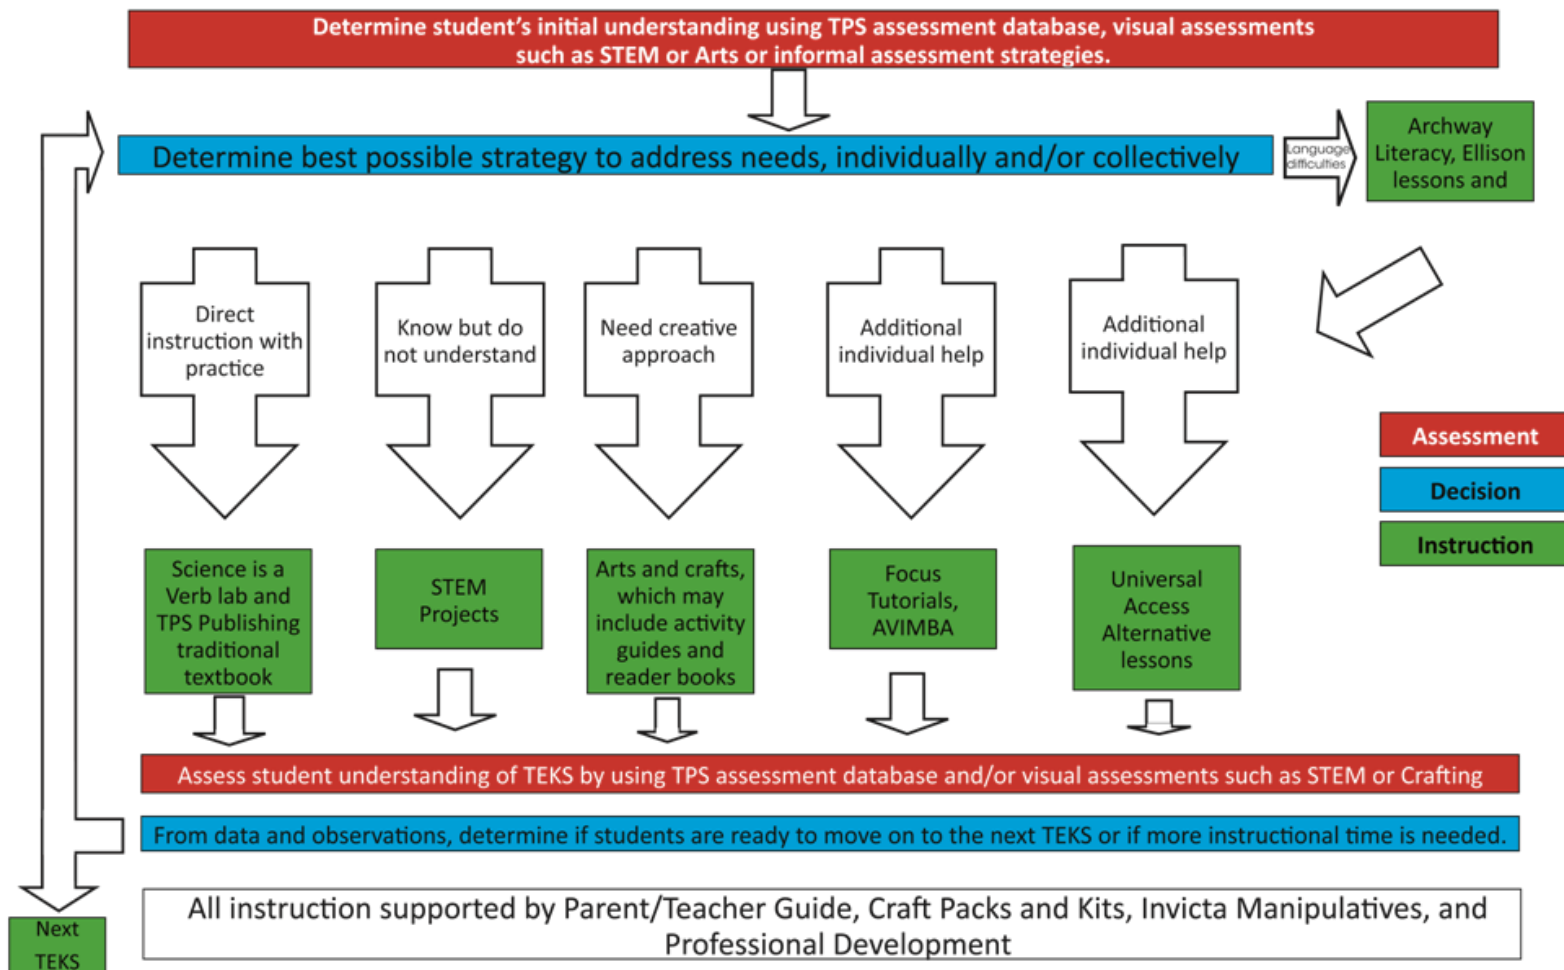 Determine student's initial understanding using TPS assessment database, visual assessments
such as STEM or Arts or informal assessment strategies.
Determine best possible strategy to address needs, individually and/or collectively
Language
difficulties
Archway
Literacy, Ellison
lessons and
Direct
instruction with
practice
Know but do
not understand
Need creative
approach
Additional
individual help
Additional
individual help
Assessment
Decision
Instruction
Science is a
Verb lab and
TPS Publishing
traditional
textbook
STEM
Projects
Arts and crafts,
which may
include activity
guides and
reader books
Focus
Tutorials,
AVIMBA
Universal
Access
Alternative
lessons
Assess student understanding of TEKS by using TPS assessment database and/or visual assessments such as STEM or Crafting
From data and observations, determine if students are ready to move on to the next TEKS or if more instructional time is needed.
All instruction supported by Parent/Teacher Guide, Craft Packs and Kits, Invicta Manipulatives, and
Professional Development
Next
TEKS